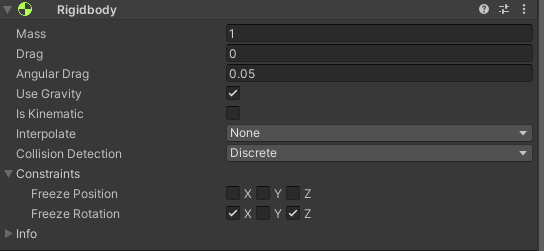 Rigidbody
Mass 1
Drag 0
Angular Drag 0.05
Use Gravity
Is Kinematic
Interpolate None
Collision Detection Discrete
Constraints
Freeze Position X Y Z
Freeze Rotation X Y Z
Info